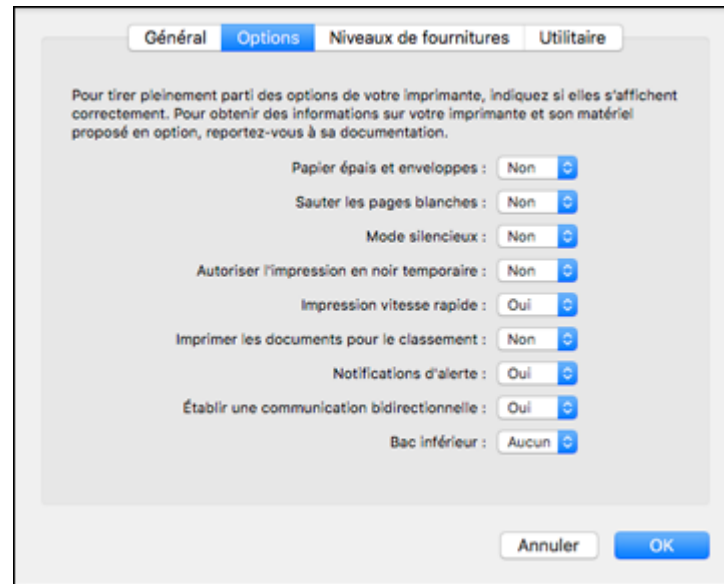 Général Options Niveaux de fournitures Utilitaire
Pour tirer pleinement parti des options de votre imprimante, indiquez si elles s'affichent
correctement. Pour obtenir des informations sur votre imprimante et son matériel
proposé en option, reportez-vous à sa documentation.
Papier épais et enveloppes : Non
Sauter les pages blanches : Non
Mode silencieux : Non
Autoriser l'impression en noir temporaire : Non
Impression vitesse rapide : Oui
Imprimer les documents pour le classement : Non
Notifications d'alerte : Oui
Établir une communication bidirectionnelle : Oui
Bac inférieur : Aucun
Annuler OK